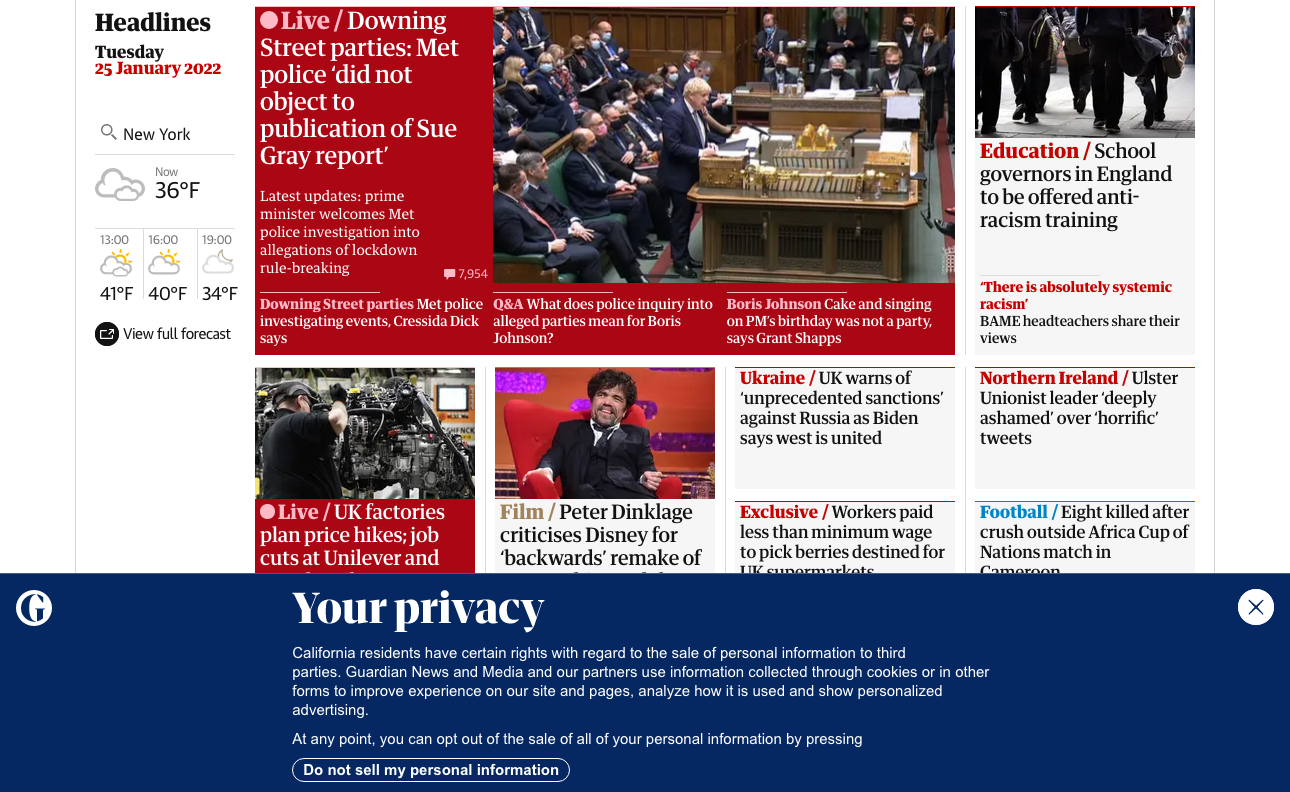 Headlines
Tuesday
25 January 2022
New York
Now
36°F
13:00
16:00
19:00
41°F
40°F
34°F
View full forecast
Live / Downing
Street parties: Met
police ‘did not
object to
publication of Sue
Gray report’
Latest updates: prime
minister welcomes Met
police investigation into
allegations of lockdown
rule-breaking
7,954
Downing Street parties Met police
investigating events, Cressida Dick
says
Q&A What does police inquiry into
alleged parties mean for Boris
Johnson?
Boris Johnson Cake and singing
on PM’s birthday was not a party,
says Grant Shapps
Education / School
governors in England
to be offered anti-
racism training
‘There is absolutely systemic
racism’
BAME headteachers share their
views
Live / UK factories
plan price hikes; job
cuts at Unilever and
Film / Peter Dinklage
criticises Disney for
‘backwards’ remake of
Ukraine / UK warns of
‘unprecedented sanctions’
against Russia as Biden
says west is united
Northern Ireland / Ulster
Unionist leader ‘deeply
ashamed’ over ‘horrific’
tweets
Exclusive / Workers paid
less than minimum wage
to pick berries destined for
UK supermarkets
Football / Eight killed after
crush outside Africa Cup of
Nations match in
Cameroon
Your privacy
California residents have certain rights with regard to the sale of personal information to third
parties. Guardian News and Media and our partners use information collected through cookies or in other
forms to improve experience on our site and pages, analyze how it is used and show personalized
advertising.
At any point, you can opt out of the sale of all of your personal information by pressing
Do not sell my personal information